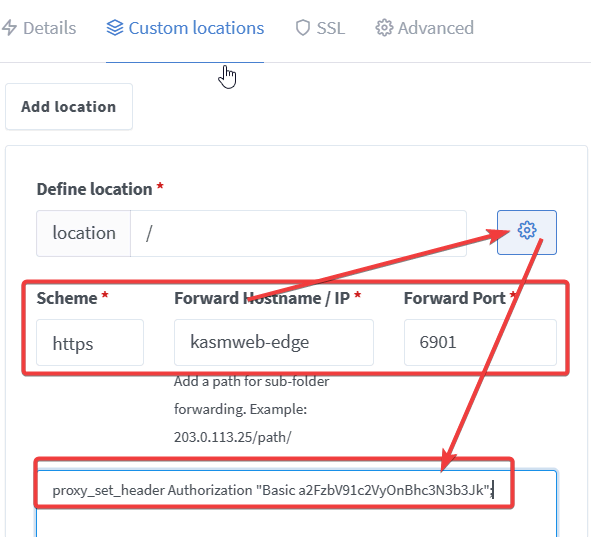 Details Custom locations SSL Advanced
Add location
Define location *
location /
Scheme * Forward Hostname / IP * Forward Port *
https kasmweb-edge 6901
Add a path for sub-folder
forwarding. Example:
203.0.113.25/path/
proxy_set_header Authorization "Basic a2FzbV91c2VyOnBhc3N3b3Jk";